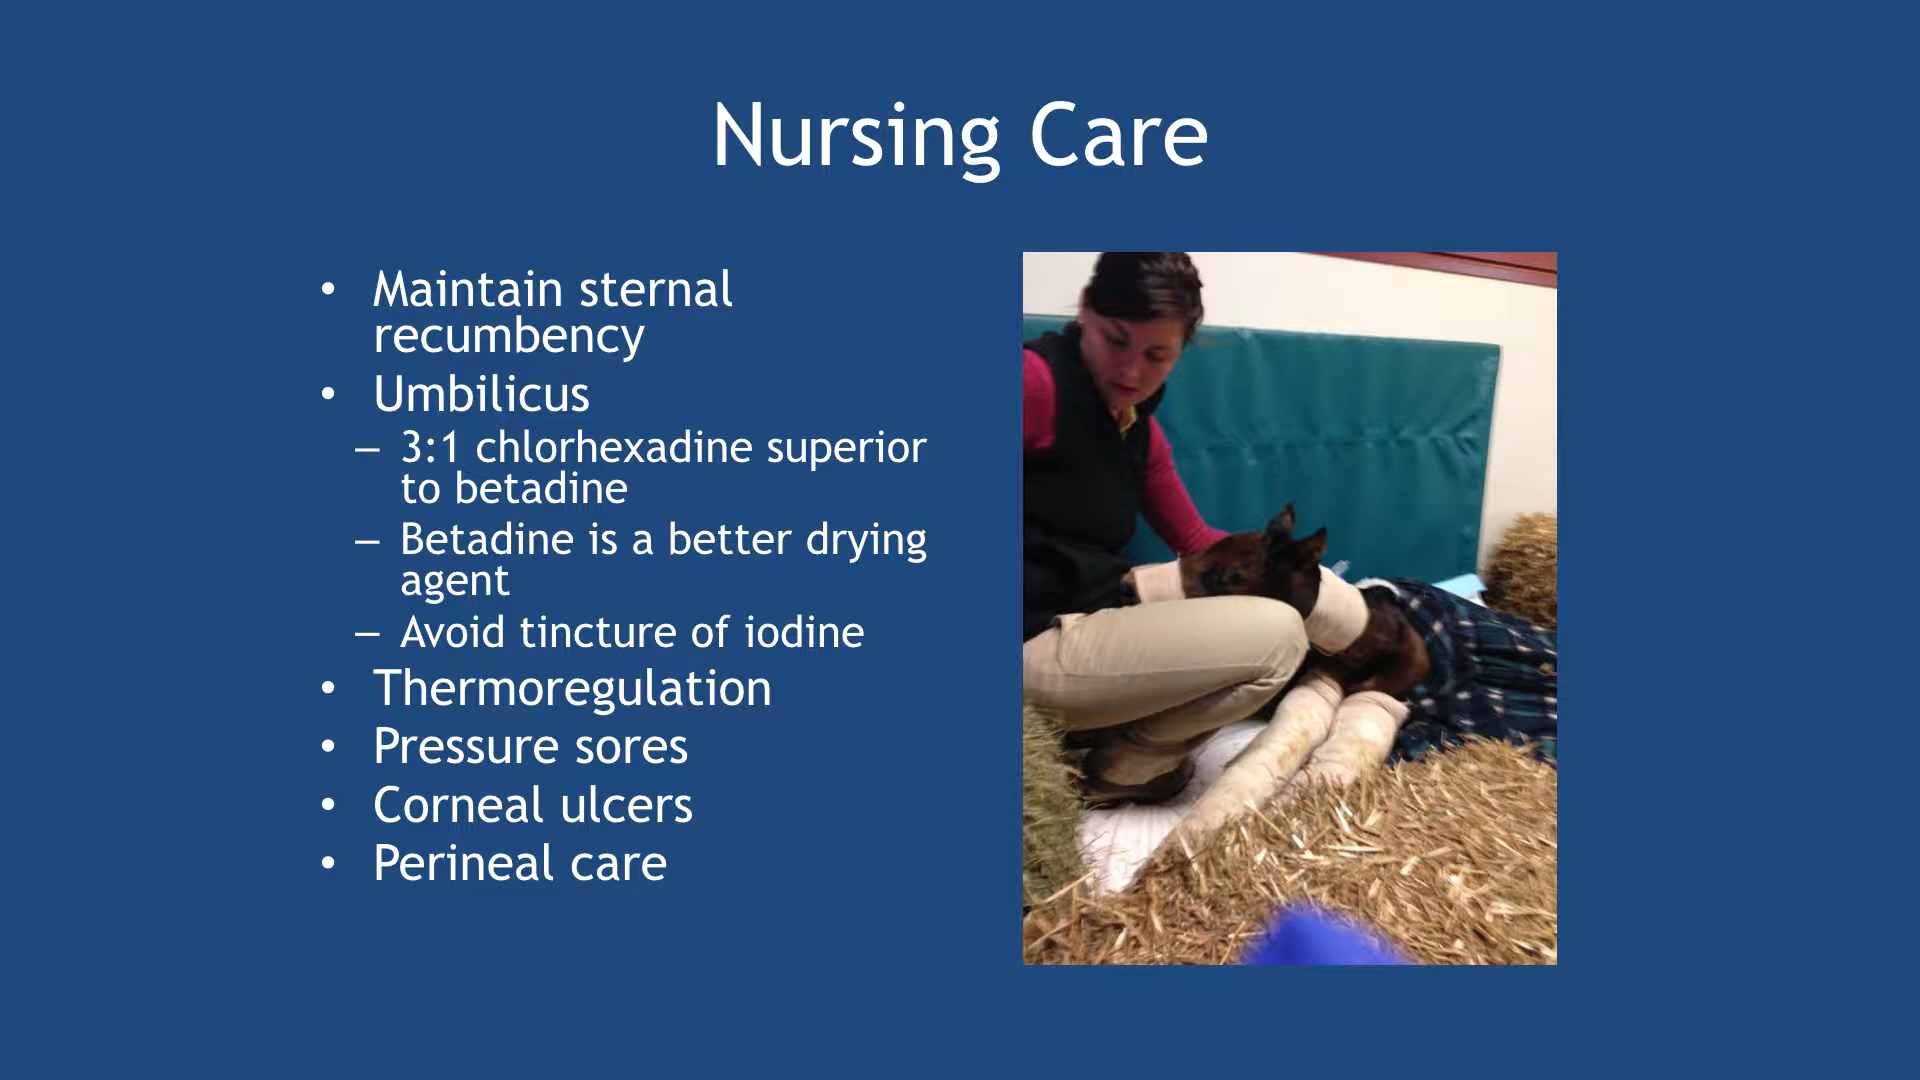 Nursing Care
• Maintain sternal
recumbency
• Umbilicus
– 3:1 chlorhexadine superior
to betadine
– Betadine is a better drying
agent
– Avoid tincture of iodine
• Thermoregulation
• Pressure sores
• Corneal ulcers
• Perineal care